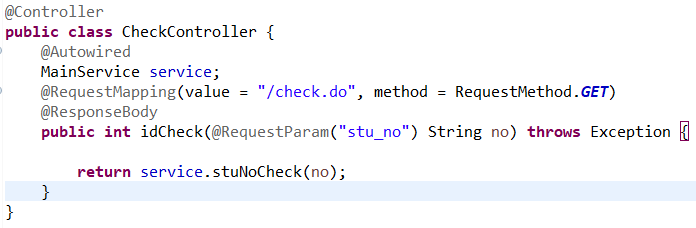 @Controller
public class CheckController {
@Autowired
MainService service;
@RequestMapping(value = "/check.do", method = RequestMethod.GET)
@ResponseBody
public int idCheck(@RequestParam("stu_no") String no) throws Exception {
return service.stuNoCheck(no);
}
}